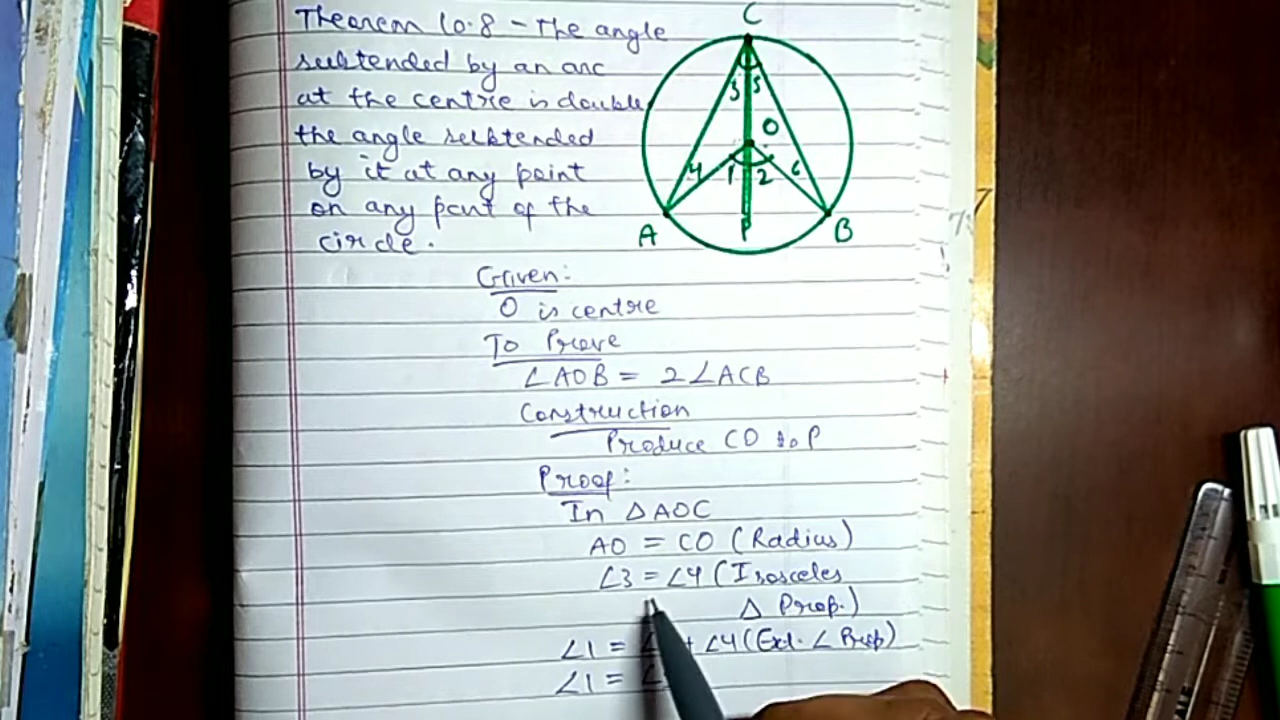 Theorem 10.8 - The angle
subtended by an arc
at the centre is double
the angle subtended
by it at any point
on any part of the
circle.
C
3 5
O
4 1 2 6
A P B
Given:
O is centre
To Prove
∠AOB = 2∠ACB
Construction
Produce CO to P
Proof:
In △AOC
AO = CO (Radius)
∠3 = ∠4 (Isosceles
△ Prop.)
∠1 = + ∠4 (Ext. ∠ Prop)
∠1 = ∠